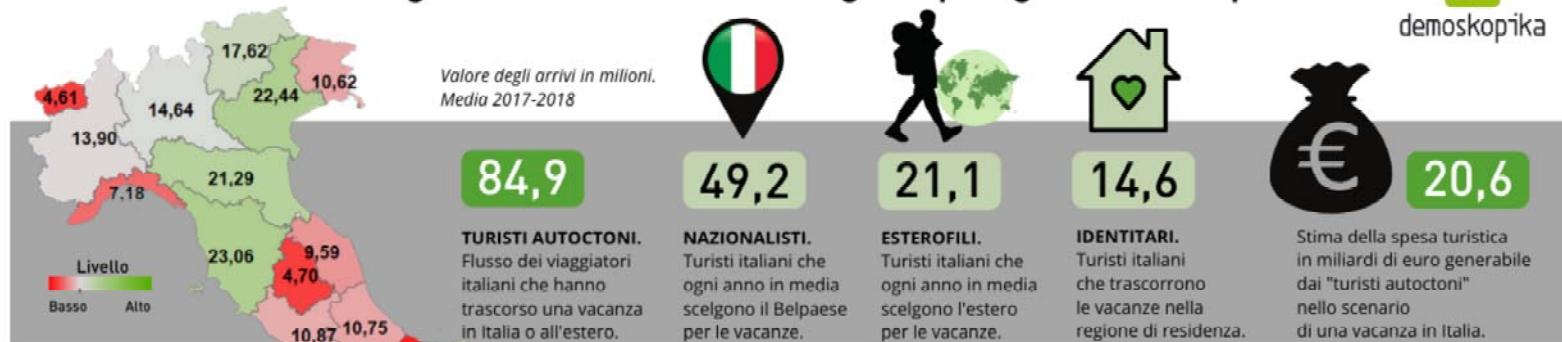 demoskopika
Valore degli arrivi in milioni.
Media 2017-2018
17,62
10,62
22,44
4,61
14,64
13,90
21,29
7,18
23,06
9,59
4,70
10,87
10,75
Livello
Basso Alto
84,9
TURISTI AUTOCTONI.
Flusso dei viaggiatori
italiani che hanno
trascorso una vacanza
in Italia o all'estero.
49,2
NAZIONALISTI.
Turisti italiani che
ogni anno in media
scelgono il Belpaese
per le vacanze.
21,1
ESTEROFILI.
Turisti italiani che
ogni anno in media
scelgono l'estero
per le vacanze.
14,6
IDENTITARI.
Turisti italiani
che trascorrono
le vacanze nella
regione di residenza.
€
20,6
Stima della spesa turistica
in miliardi di euro generabile
dai "turisti autoctoni"
nello scenario
di una vacanza in Italia.